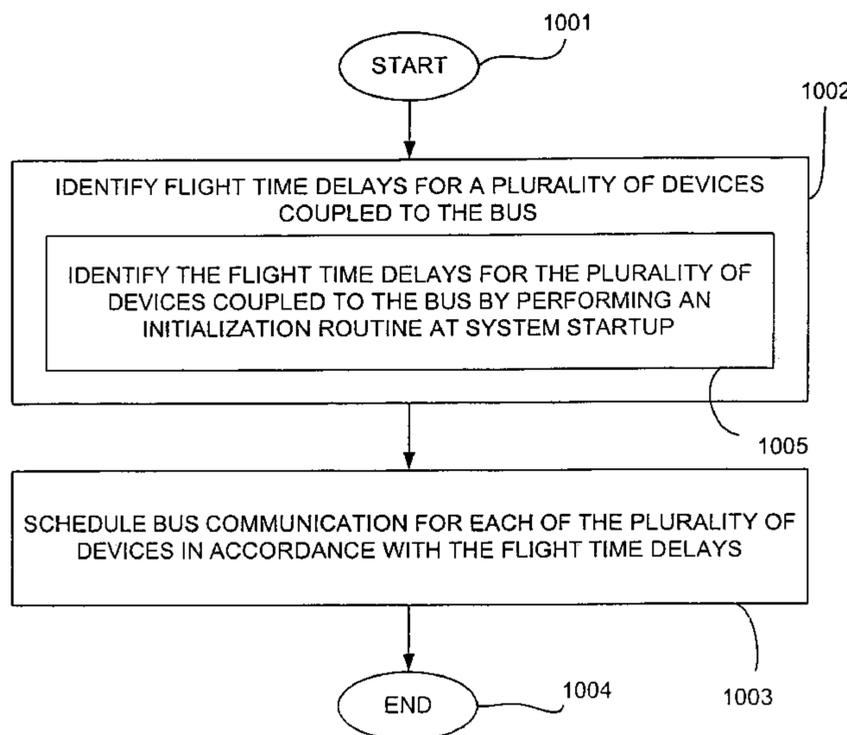 1001
START
1002
IDENTIFY FLIGHT TIME DELAYS FOR A PLURALITY OF DEVICES
COUPLED TO THE BUS
IDENTIFY THE FLIGHT TIME DELAYS FOR THE PLURALITY OF
DEVICES COUPLED TO THE BUS BY PERFORMING AN
INITIALIZATION ROUTINE AT SYSTEM STARTUP
1005
SCHEDULE BUS COMMUNICATION FOR EACH OF THE PLURALITY OF
DEVICES IN ACCORDANCE WITH THE FLIGHT TIME DELAYS
1003
END
1004